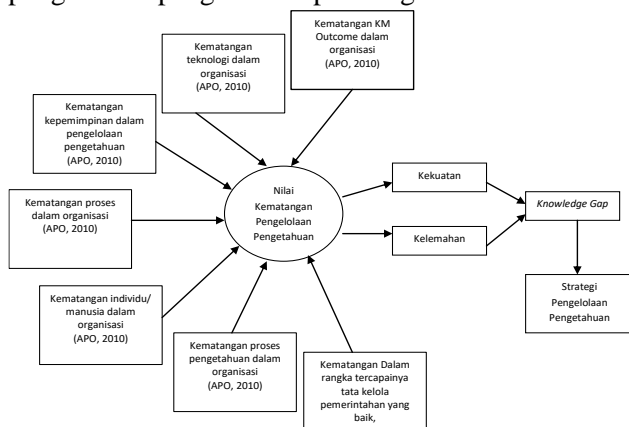 Kematangan KM
Outcome dalam
organisasi
(APO, 2010)
Kematangan
teknologi dalam
organisasi
(APO, 2010)
Kematangan
kepemimpinan dalam
pengelolaan
pengetahuan
(APO, 2010)
Kematangan proses
dalam organisasi
(APO, 2010)
Kematangan individu/
manusia dalam
organisasi
(APO, 2010)
Kematangan proses
pengetahuan dalam
organisasi
(APO, 2010)
Kematangan Dalam
rangka tercapainya
tata kelola
pemerintahan yang
baik,
Nilai
Kematangan
Pengelolaan
Pengetahuan
Kekuatan
Kelemahan
Knowledge Gap
Strategi
Pengelolaan
Pengetahuan